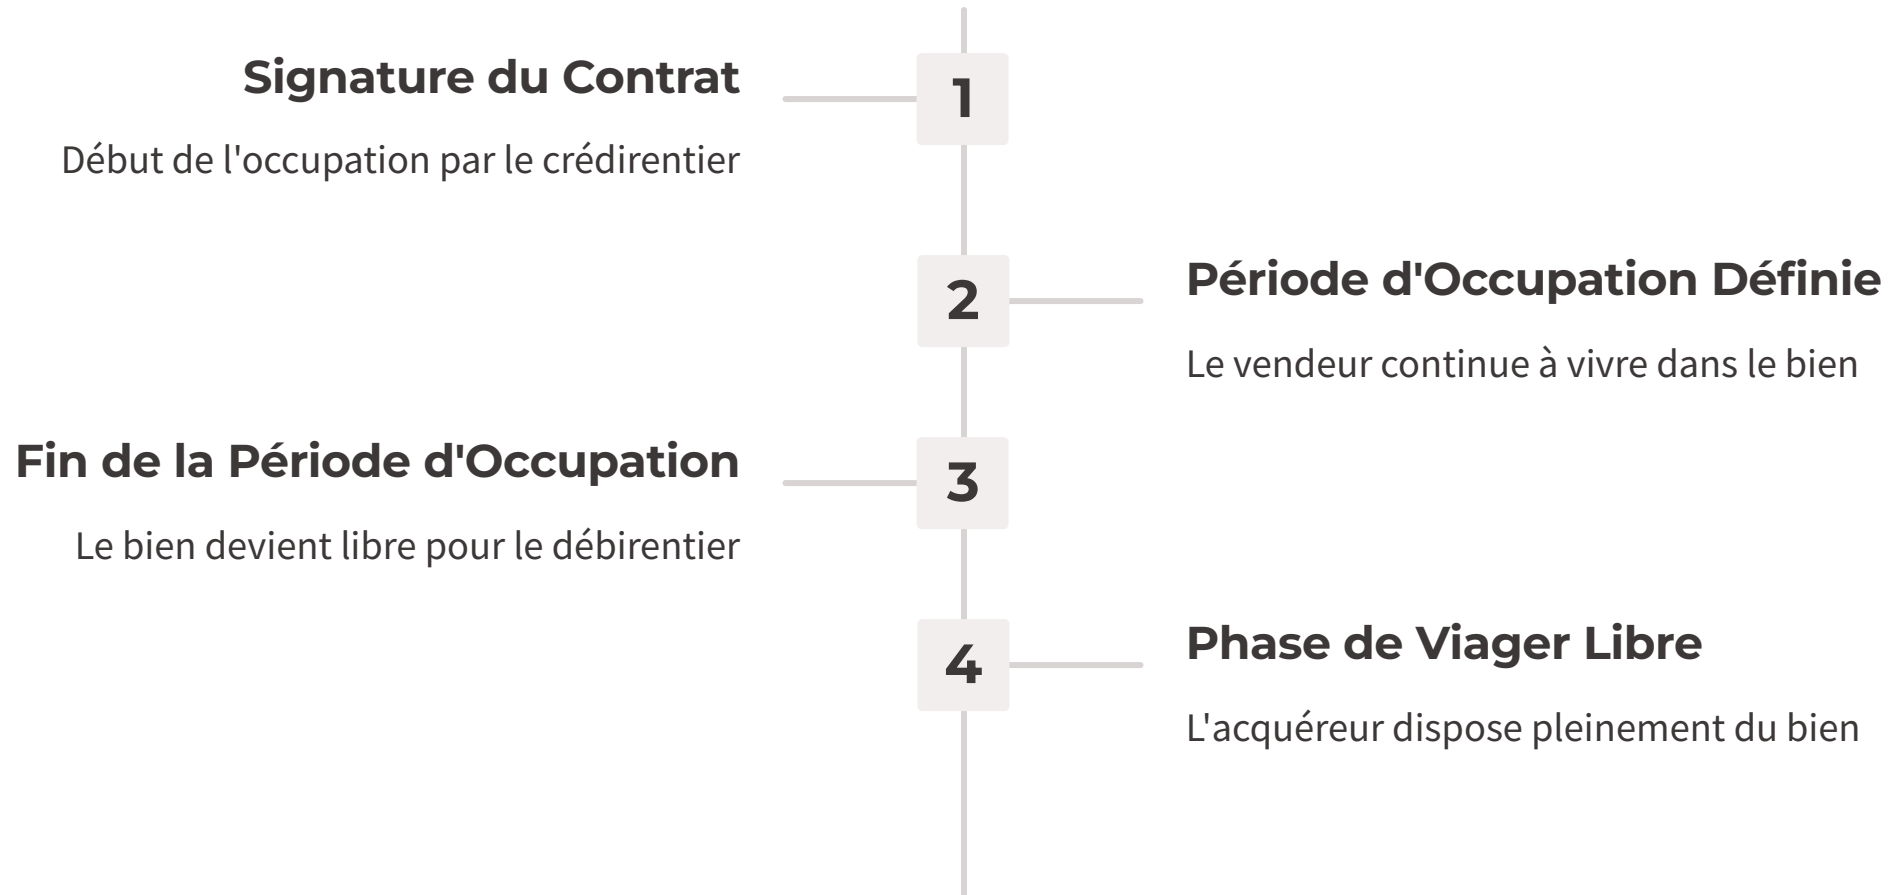 Signature du Contrat
1
Début de l'occupation par le crédirentier
2
Période d'Occupation Définie
Le vendeur continue à vivre dans le bien
Fin de la Période d'Occupation
3
Le bien devient libre pour le débirentier
4
Phase de Viager Libre
L'acquéreur dispose pleinement du bien